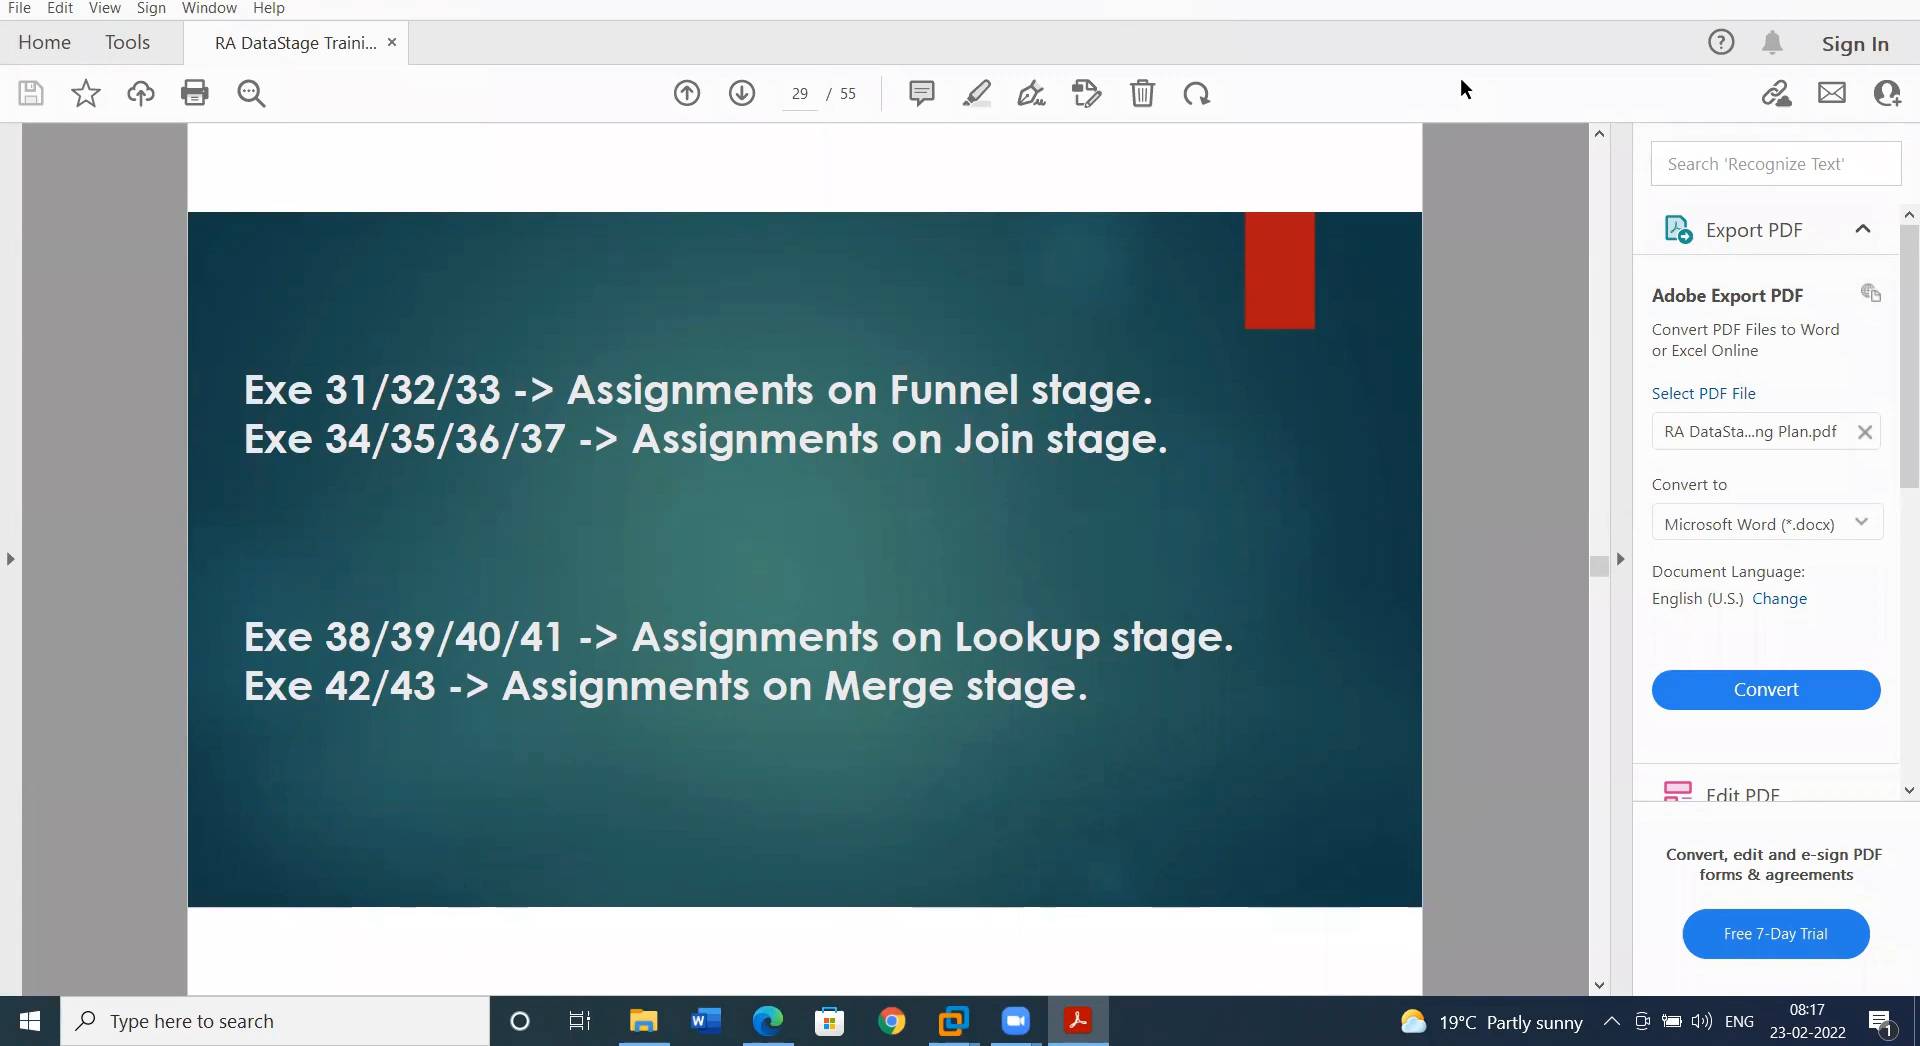 File Edit View Sign Window Help
Home Tools RA DataStage Traini... × Sign In
29 / 55
Search 'Recognize Text'
Export PDF
Adobe Export PDF
Convert PDF Files to Word
or Excel Online
Select PDF File
RA DataSta...ng Plan.pdf
Convert to
Microsoft Word (*.docx)
Document Language:
English (U.S.) Change
Convert
Edit PDF
Convert, edit and e-sign PDF
forms & agreements
Free 7-Day Trial
Exe 31/32/33 -> Assignments on Funnel stage.
Exe 34/35/36/37 -> Assignments on Join stage.
Exe 38/39/40/41 -> Assignments on Lookup stage.
Exe 42/43 -> Assignments on Merge stage.
Type here to search
19°C Partly sunny
ENG
08:17
23-02-2022
1